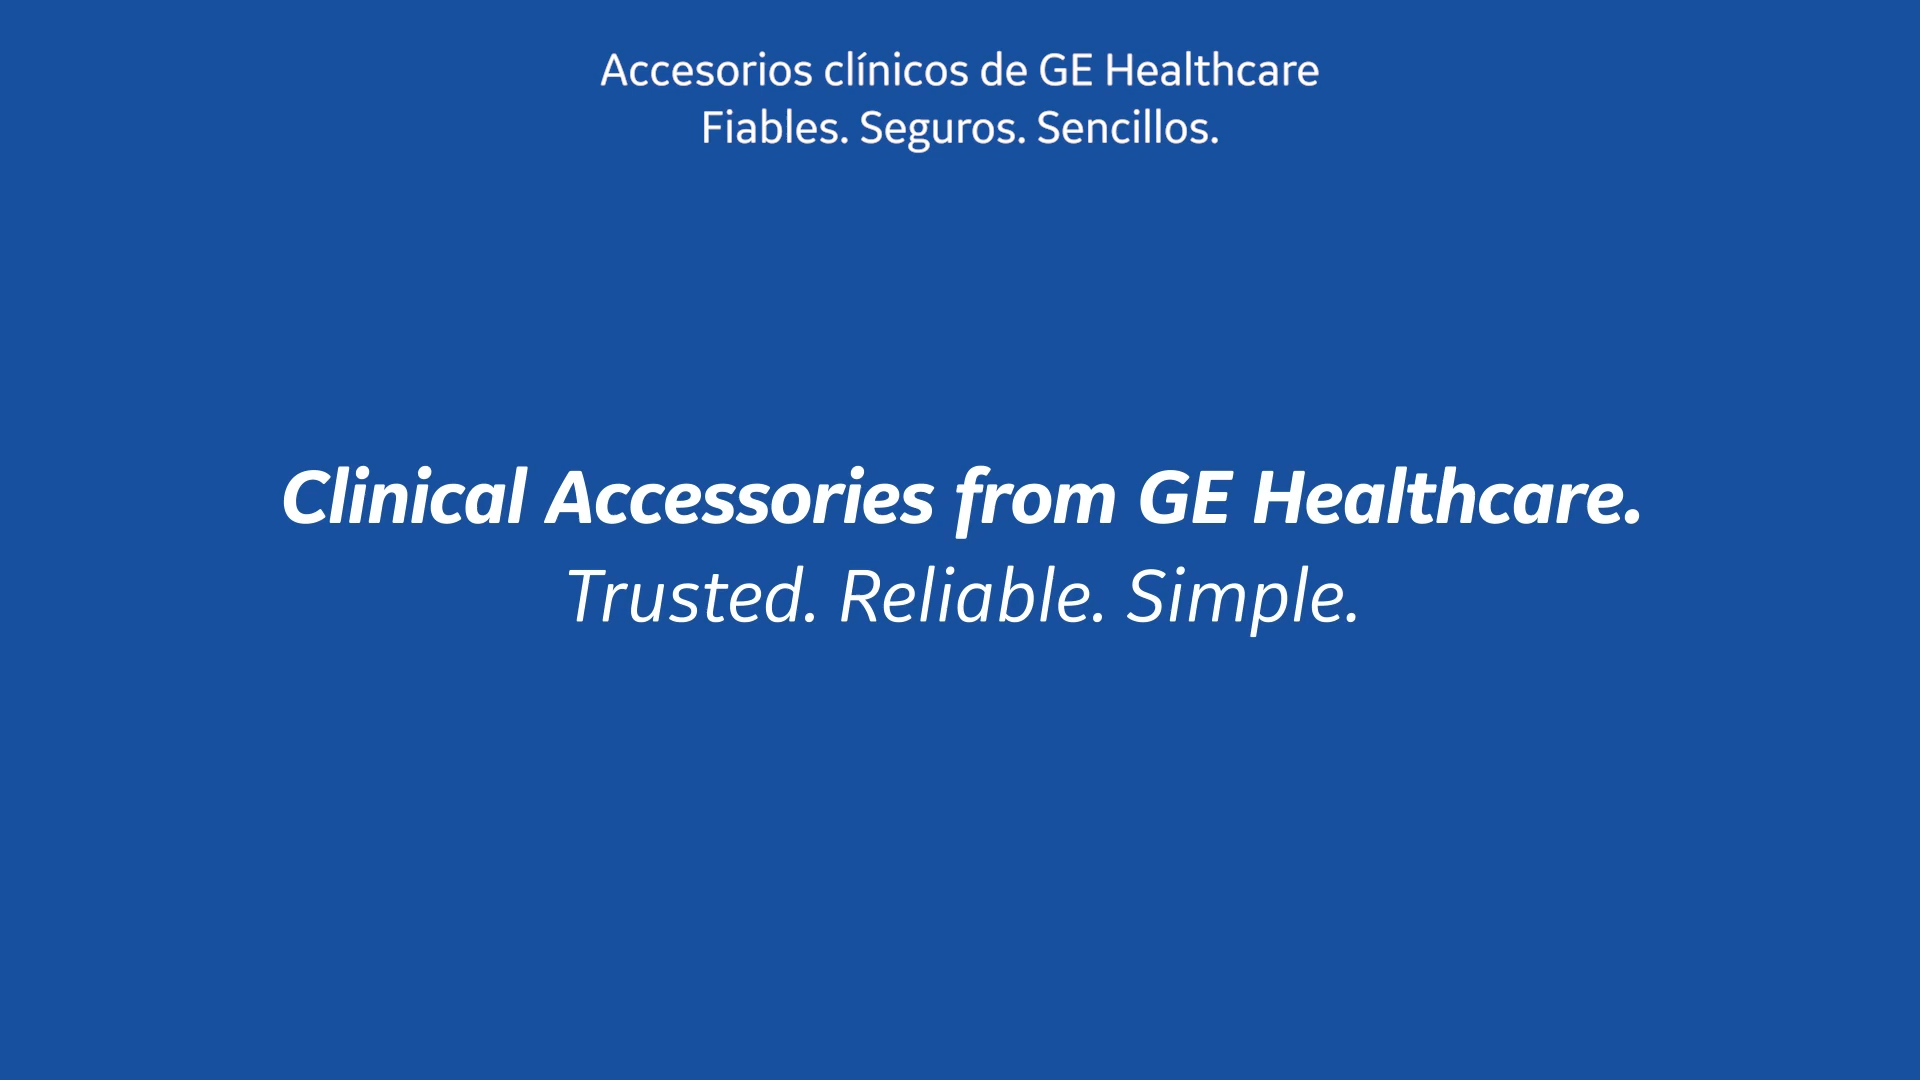 Accesorios clínicos de GE Healthcare
Fiables. Seguros. Sencillos.
Clinical Accessories from GE Healthcare.
Trusted. Reliable. Simple.